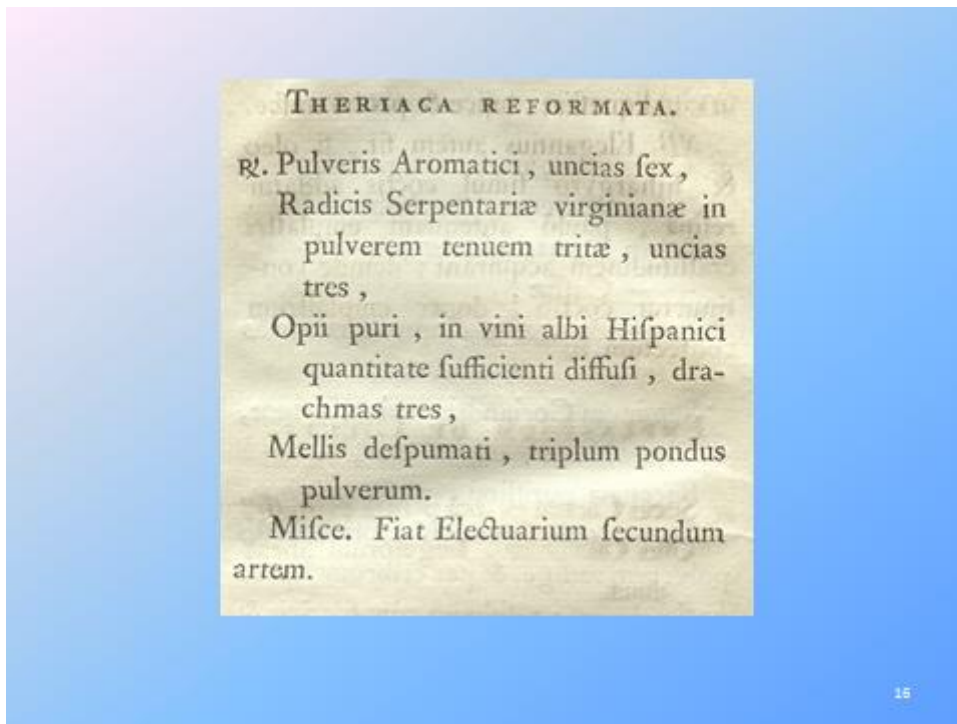 THERIACA REFORMATA.
℞. Pulveris Aromatici, uncias ſex,
Radicis Serpentariæ virginianæ in
pulverem tenuem tritæ, uncias
tres,
Opii puri, in vini albi Hiſpanici
quantitate ſufficienti diffuſi, dra-
chmas tres,
Mellis deſpumati, triplum pondus
pulverum.
Miſce. Fiat Electuarium ſecundum
artem.
16